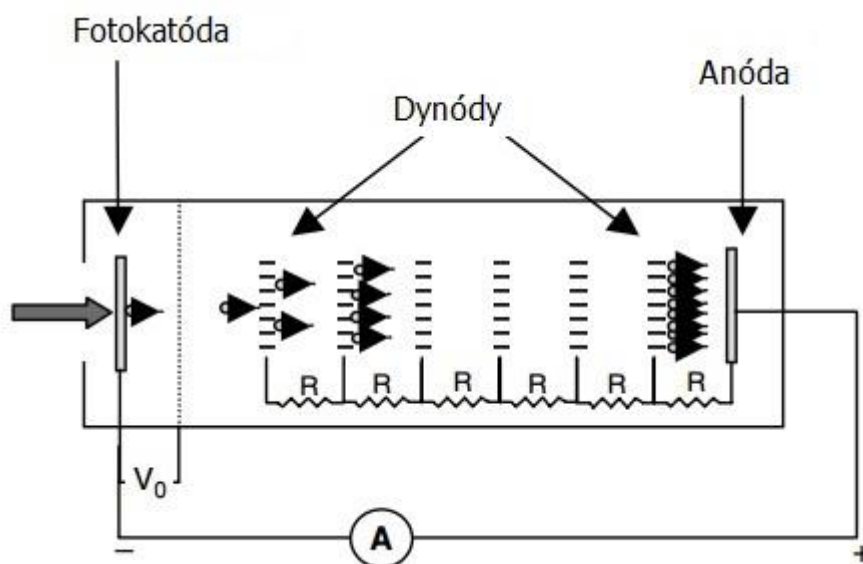 Fotokatóda
Anóda
Dynódy
R R R R R R
V₀
A
− +